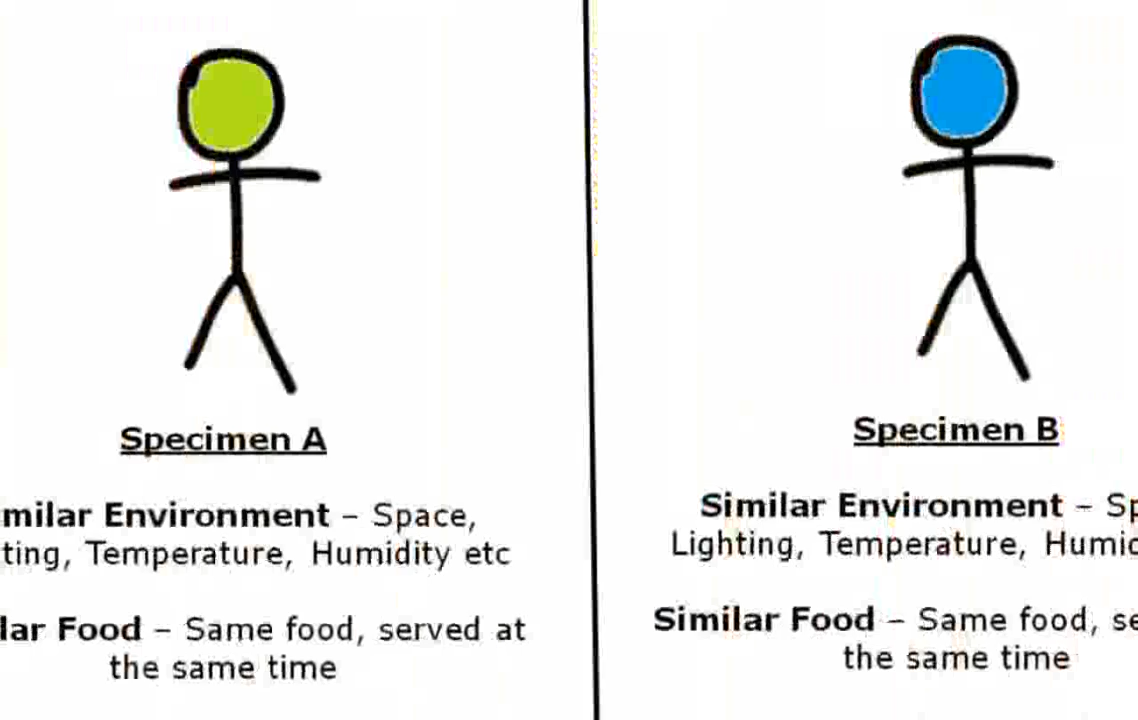 Specimen A
milar Environment – Space,
ting, Temperature, Humidity etc
lar Food – Same food, served at
the same time
Specimen B
Similar Environment – Sp
Lighting, Temperature, Humid
Similar Food – Same food, se
the same time